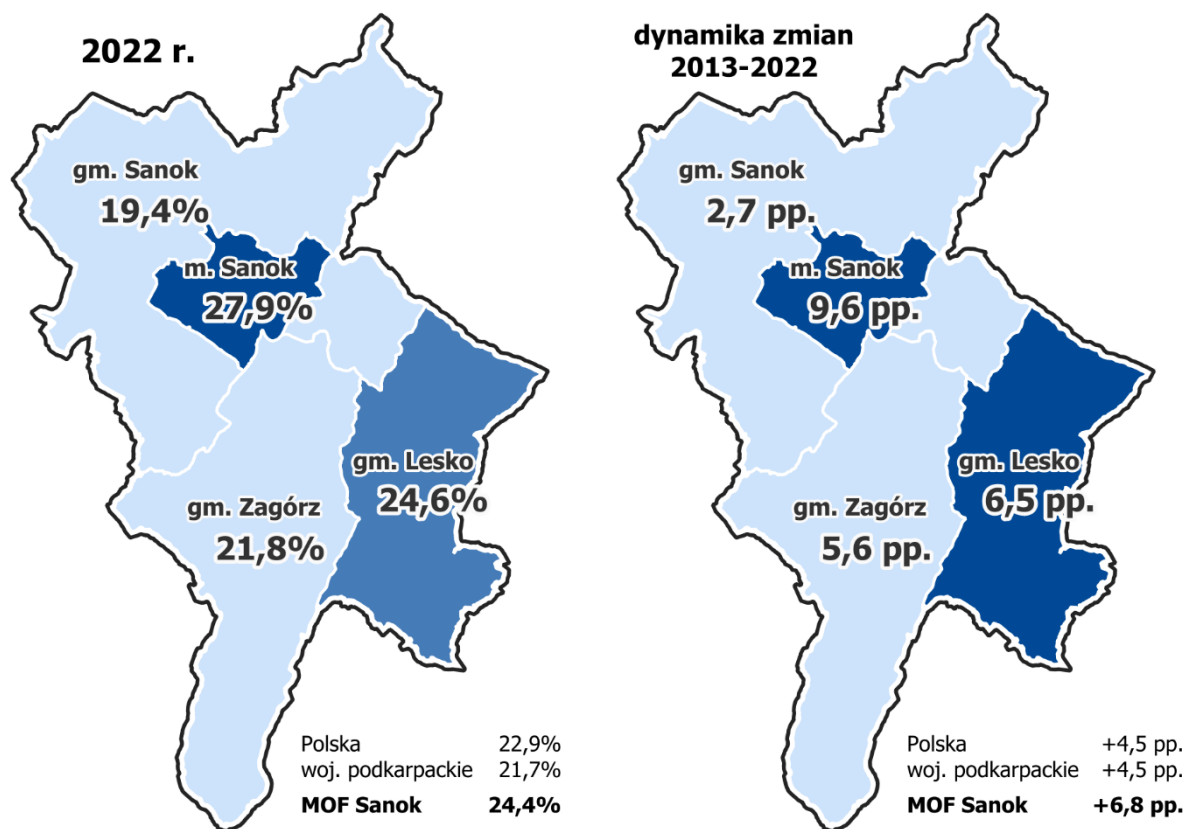 2022 r.
gm. Sanok
19,4%
m. Sanok
27,9%
gm. Lesko
24,6%
gm. Zagórz
21,8%
Polska 22,9%
woj. podkarpackie 21,7%
MOF Sanok 24,4%
dynamika zmian
2013-2022
gm. Sanok
2,7 pp.
m. Sanok
9,6 pp.
gm. Lesko
6,5 pp.
gm. Zagórz
5,6 pp.
Polska +4,5 pp.
woj. podkarpackie +4,5 pp.
MOF Sanok +6,8 pp.